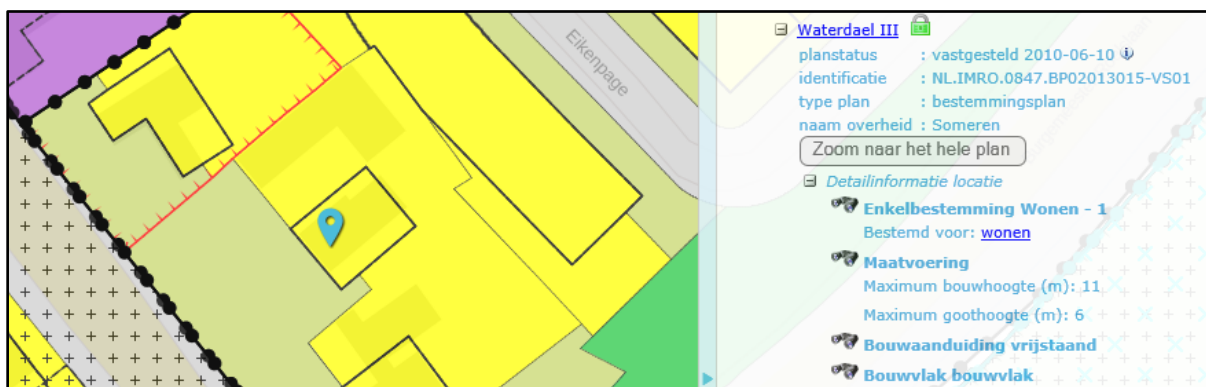 Eikenpage
Waterdael III
planstatus : vastgesteld 2010-06-10
identificatie : NL.IMRO.0847.BP02013015-VS01
type plan : bestemmingsplan
naam overheid : Someren
Zoom naar het hele plan
Detailinformatie locatie
Enkelbestemming Wonen - 1
Bestemd voor: wonen
Maatvoering
Maximum bouwhoogte (m): 11
Maximum goothoogte (m): 6
Bouwaanduiding vrijstaand
Bouwvlak bouwvlak